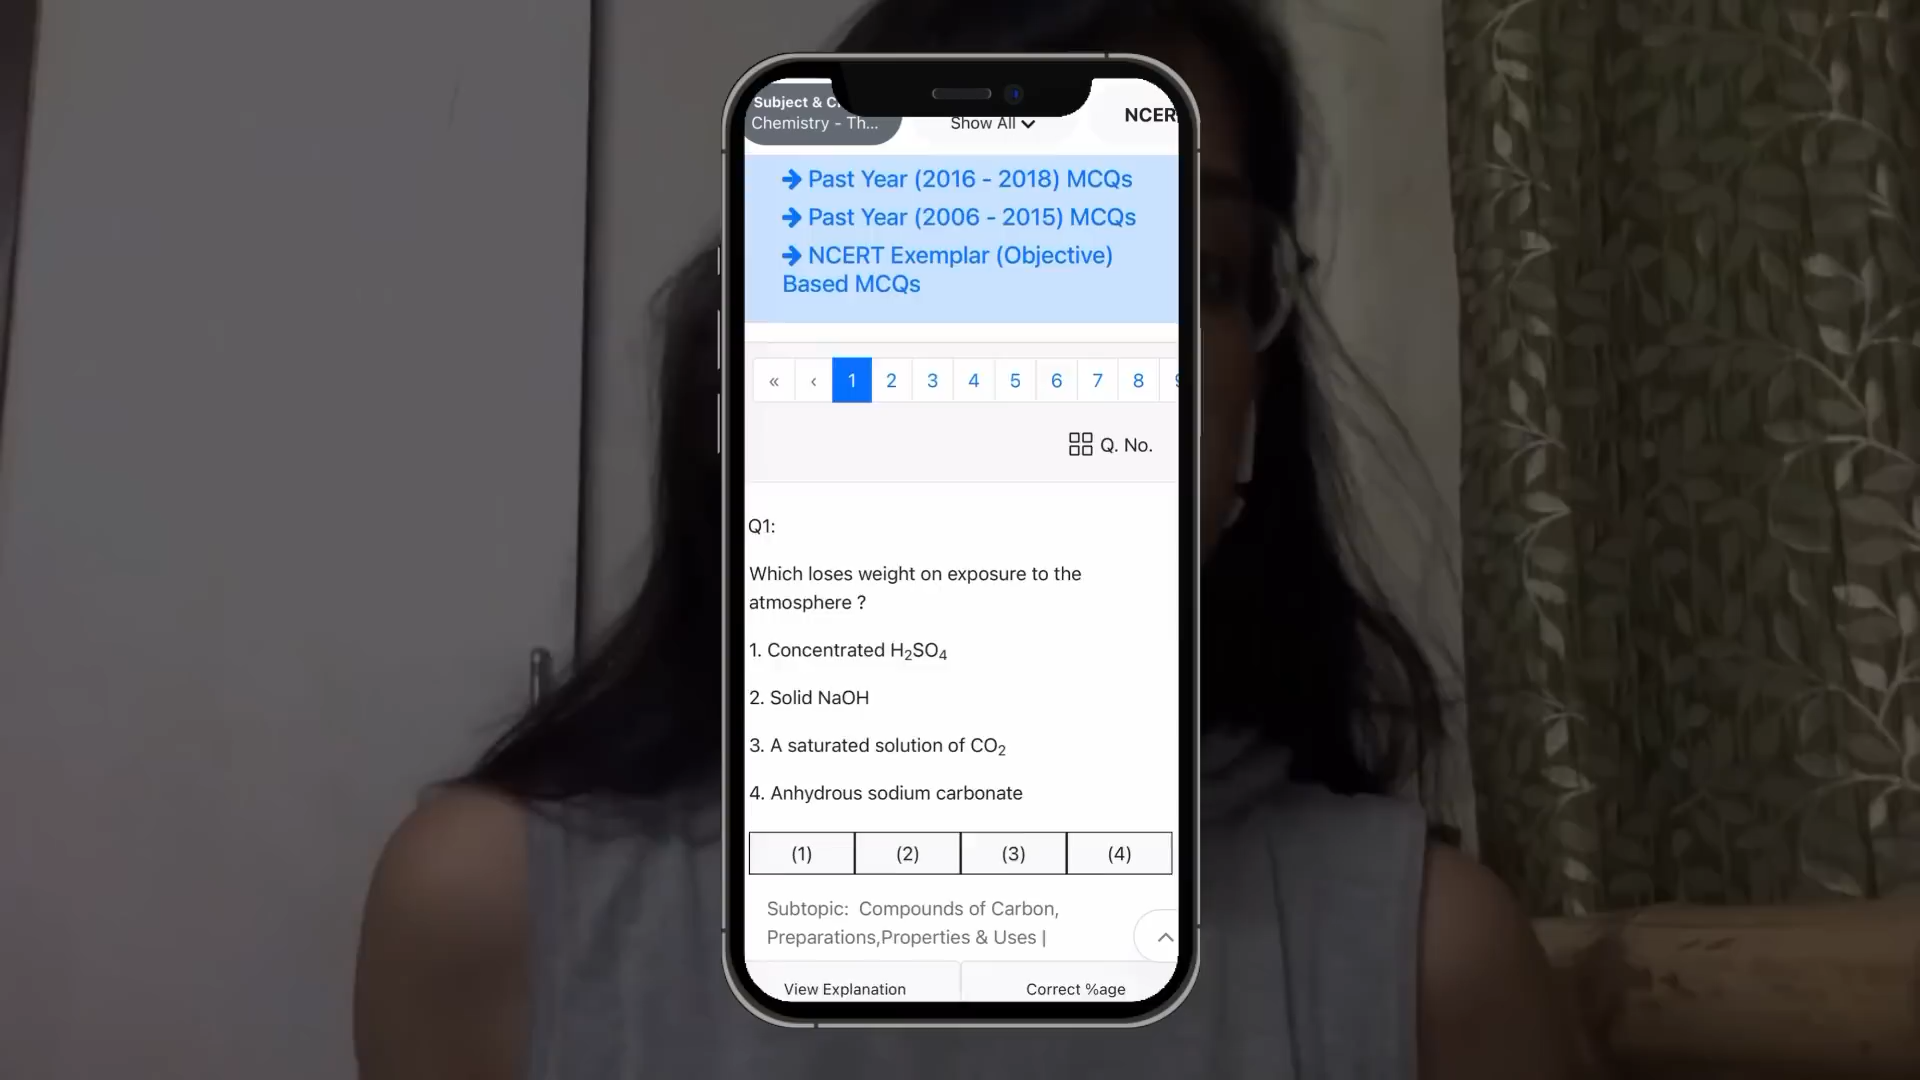 Subject & C
Chemistry - Th...
Show All
NCER
→ Past Year (2016 - 2018) MCQs
→ Past Year (2006 - 2015) MCQs
→ NCERT Exemplar (Objective)
Based MCQs
« ‹ 1 2 3 4 5 6 7 8
Q. No.
Q1:
Which loses weight on exposure to the
atmosphere ?
1. Concentrated H₂SO₄
2. Solid NaOH
3. A saturated solution of CO₂
4. Anhydrous sodium carbonate
(1) (2) (3) (4)
Subtopic: Compounds of Carbon,
Preparations,Properties & Uses |
View Explanation
Correct %age